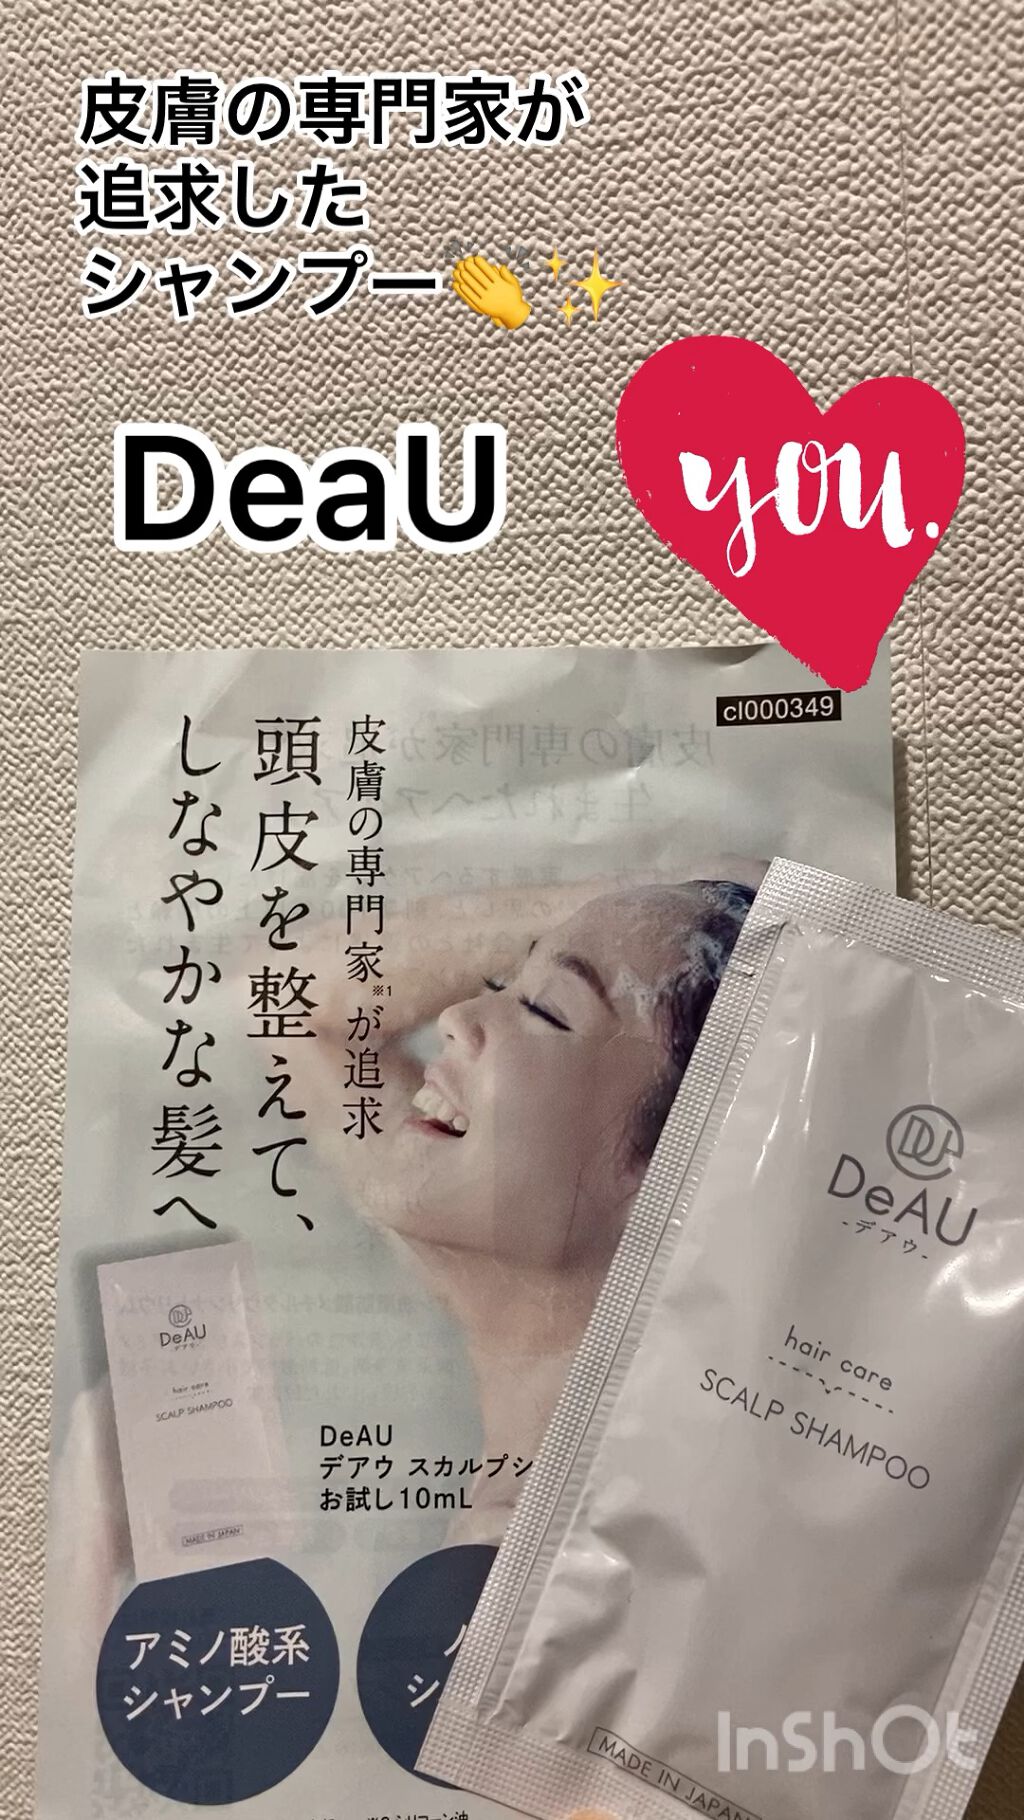 皮膚の専門家が
追求した
シャンプー👏✨
DeaU
you.
cl000349
皮膚の専門家※1が追求
頭皮を整えて、
しなやかな髪へ
DeAU
-デアウ-
hair care
SCALP SHAMPOO
MADE IN JAPAN
DeAU
デアウ スカルプシ
お試し10mL
アミノ酸系
シャンプー
シ
DeAU
-デアウ-
hair care
SCALP SHAMPOO
MADE IN JAPAN
InShOt